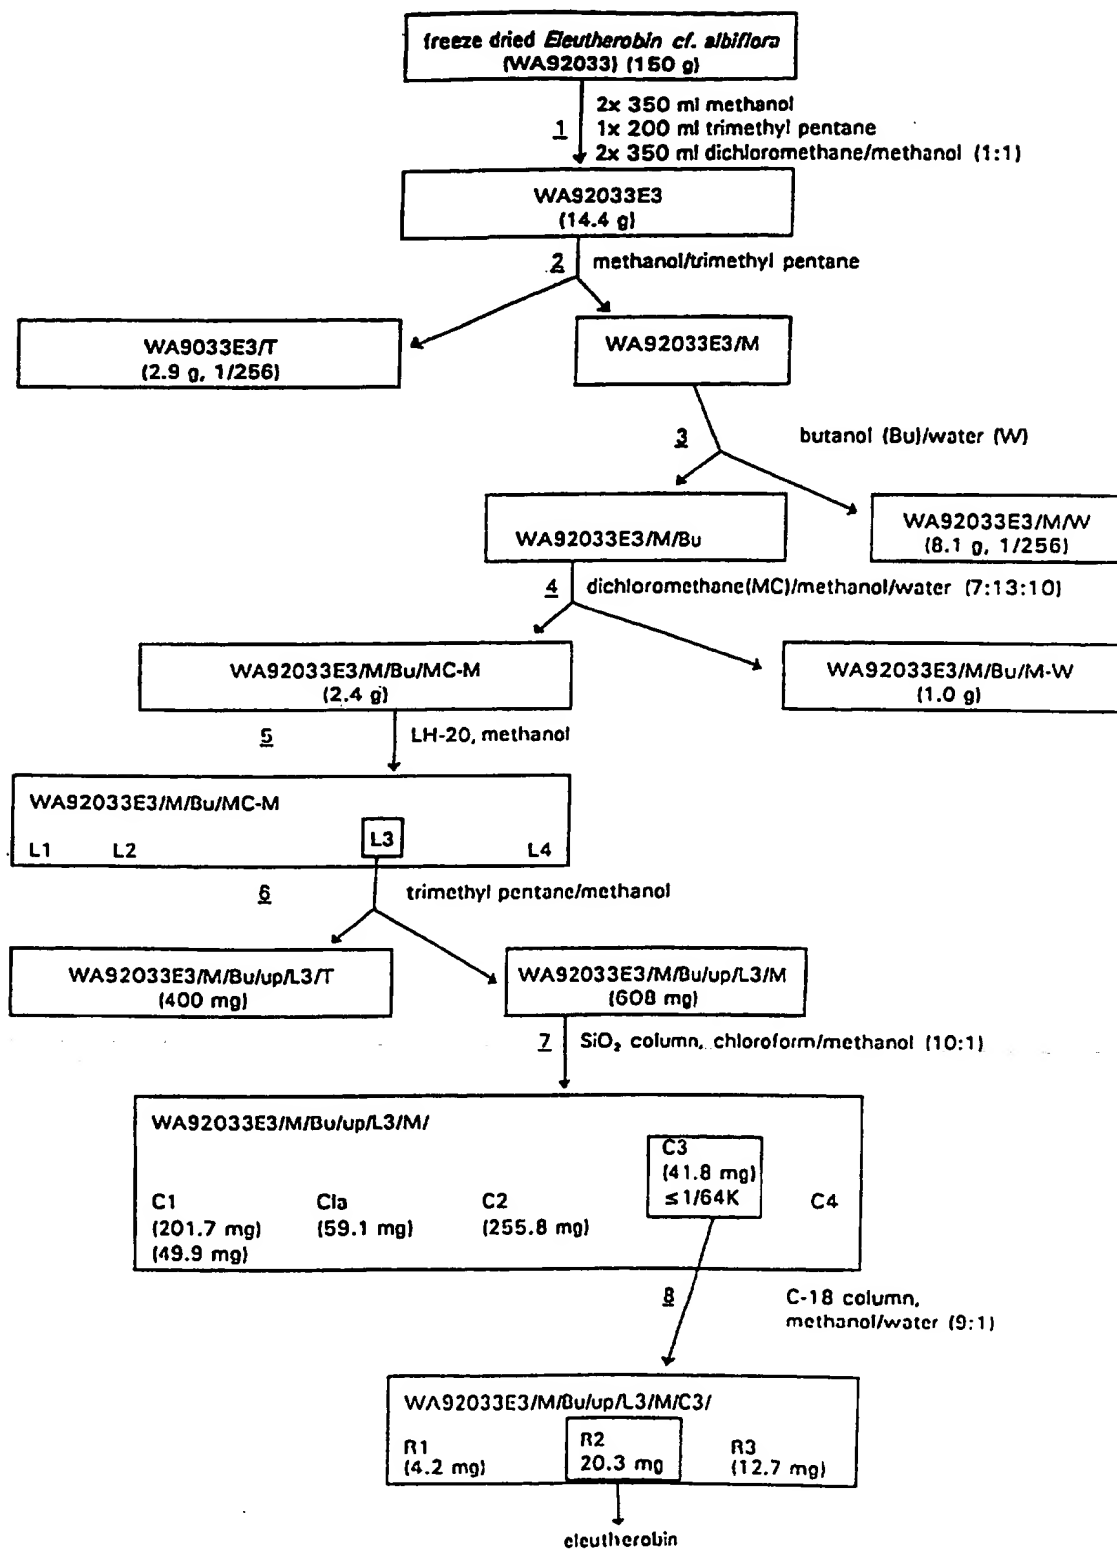 freeze dried Eleutherobin cf. albiflora
(WA92033) (150 g)
2x 350 ml methanol
1 1x 200 ml trimethyl pentane
2x 350 ml dichloromethane/methanol (1:1)
WA92033E3
(14.4 g)
2 methanol/trimethyl pentane
WA9033E3/T
(2.9 g, 1/256)
WA92033E3/M
3 butanol (Bu)/water (W)
WA92033E3/M/Bu
WA92033E3/M/W
(8.1 g, 1/256)
4 dichloromethane(MC)/methanol/water (7:13:10)
WA92033E3/M/Bu/MC-M
(2.4 g)
WA92033E3/M/Bu/M-W
(1.0 g)
5 LH-20, methanol
WA92033E3/M/Bu/MC-M
L1 L2 L3 L4
6 trimethyl pentane/methanol
WA92033E3/M/Bu/up/L3/T
(400 mg)
WA92033E3/M/Bu/up/L3/M
(608 mg)
7 SiO₂ column, chloroform/methanol (10:1)
WA92033E3/M/Bu/up/L3/M/
C1
(201.7 mg)
(49.9 mg)
Cla
(59.1 mg)
C2
(255.8 mg)
C3
(41.8 mg)
≤1/64K
C4
8 C-18 column,
methanol/water (9:1)
WA92033E3/M/Bu/up/L3/M/C3/
R1
(4.2 mg)
R2
20.3 mg
R3
(12.7 mg)
eleutherobin